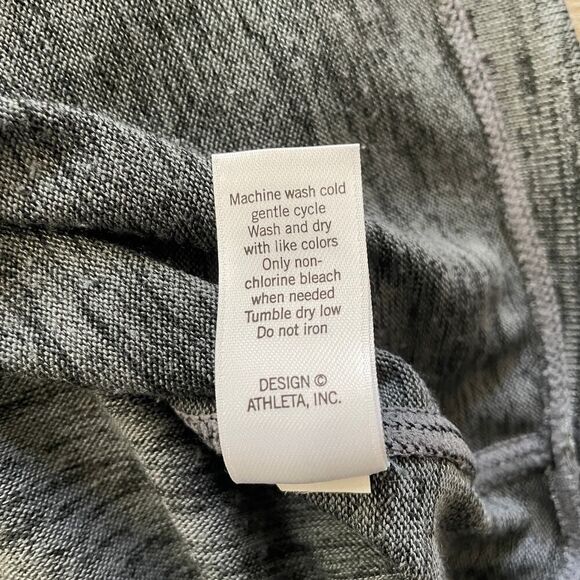 Machine wash cold
gentle cycle
Wash and dry
with like colors
Only non-
chlorine bleach
when needed
Tumble dry low
Do not iron
DESIGN ©
ATHLETA, INC.